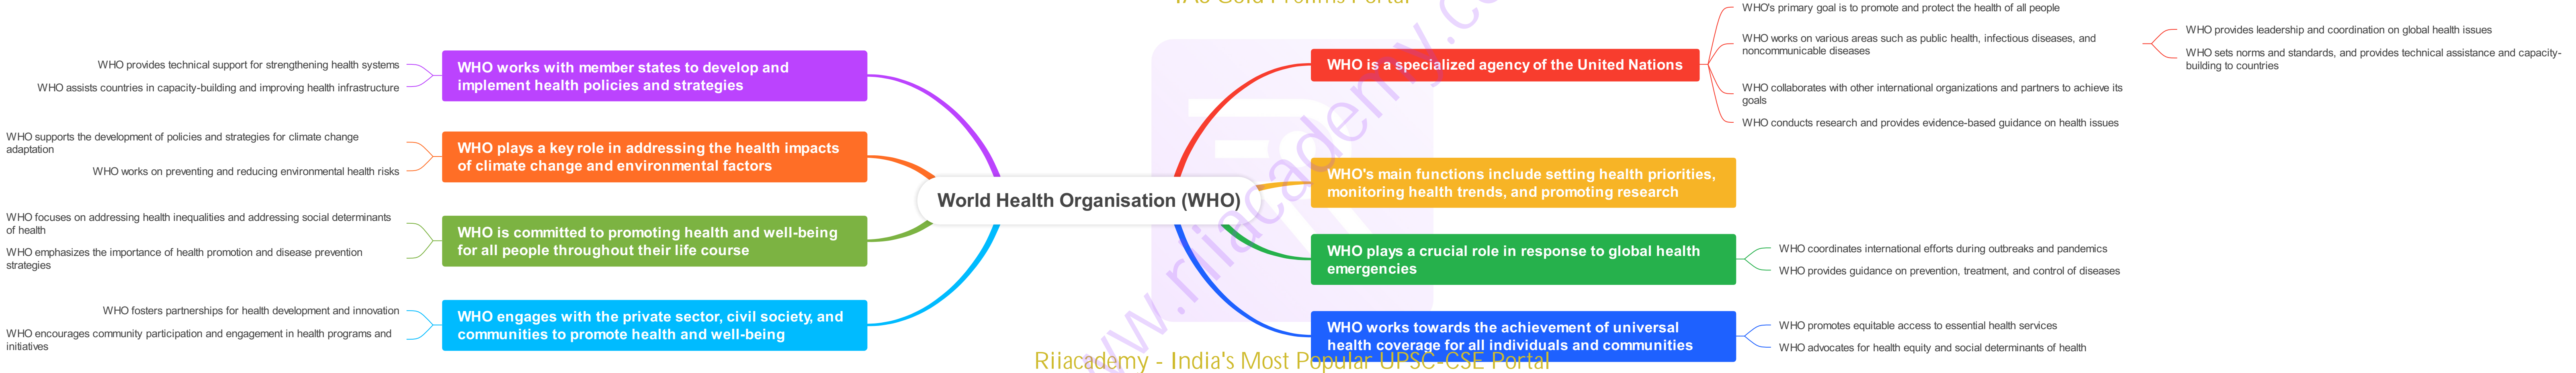 World Health Organisation (WHO)
WHO is a specialized agency of the United Nations
WHO's primary goal is to promote and protect the health of all people
WHO works on various areas such as public health, infectious diseases, and
noncommunicable diseases
WHO provides leadership and coordination on global health issues
WHO sets norms and standards, and provides technical assistance and capacity-
building to countries
WHO collaborates with other international organizations and partners to achieve its
goals
WHO conducts research and provides evidence-based guidance on health issues
WHO's main functions include setting health priorities,
monitoring health trends, and promoting research
WHO plays a crucial role in response to global health
emergencies
WHO coordinates international efforts during outbreaks and pandemics
WHO provides guidance on prevention, treatment, and control of diseases
WHO works towards the achievement of universal
health coverage for all individuals and communities
WHO promotes equitable access to essential health services
WHO advocates for health equity and social determinants of health
WHO works with member states to develop and
implement health policies and strategies
WHO provides technical support for strengthening health systems
WHO assists countries in capacity-building and improving health infrastructure
WHO plays a key role in addressing the health impacts
of climate change and environmental factors
WHO supports the development of policies and strategies for climate change
adaptation
WHO works on preventing and reducing environmental health risks
WHO is committed to promoting health and well-being
for all people throughout their life course
WHO focuses on addressing health inequalities and addressing social determinants
of health
WHO emphasizes the importance of health promotion and disease prevention
strategies
WHO engages with the private sector, civil society, and
communities to promote health and well-being
WHO fosters partnerships for health development and innovation
WHO encourages community participation and engagement in health programs and
initiatives
www.riiacademy.co
Riiacademy - India's Most Popular UPSC-CSE Portal